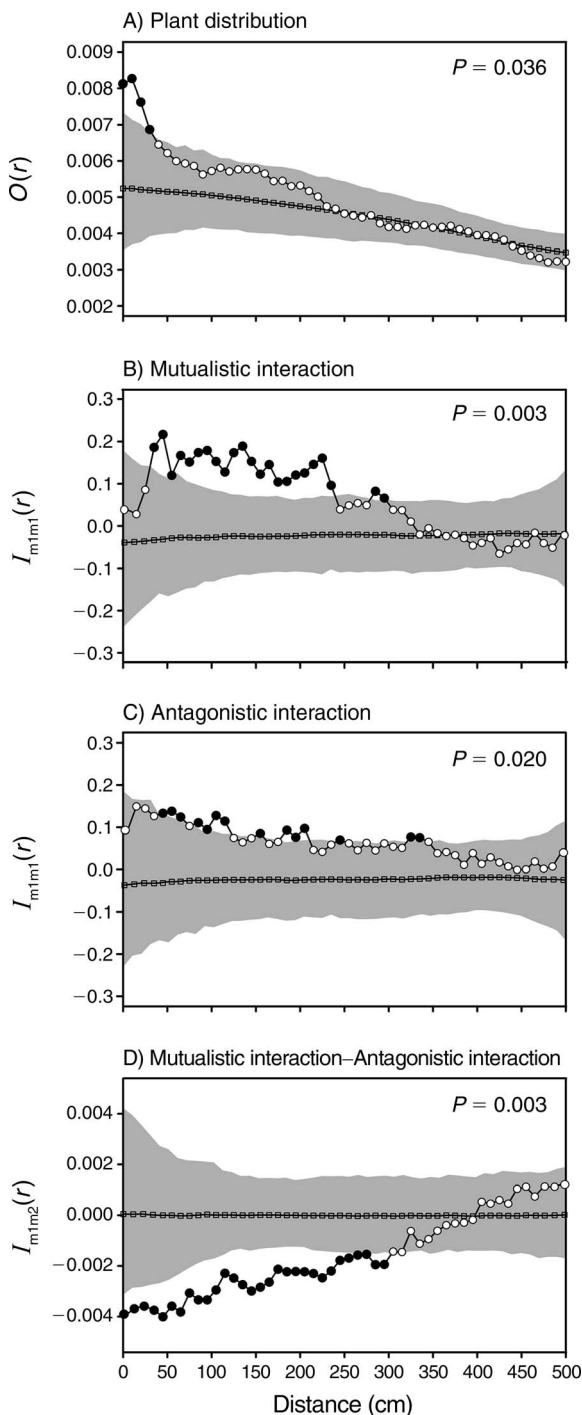 A) Plant distribution
P = 0.036
0.009
0.008
0.007
0.006
0.005
0.004
0.003
0.002
O(r)
B) Mutualistic interaction
P = 0.003
0.3
0.2
0.1
0.0
−0.1
−0.2
−0.3
Im1m1(r)
C) Antagonistic interaction
P = 0.020
0.3
0.2
0.1
0.0
−0.1
−0.2
−0.3
Im1m1(r)
D) Mutualistic interaction–Antagonistic interaction
P = 0.003
0.004
0.002
0.000
−0.002
−0.004
Im1m2(r)
0 50 100 150 200 250 300 350 400 450 500
Distance (cm)